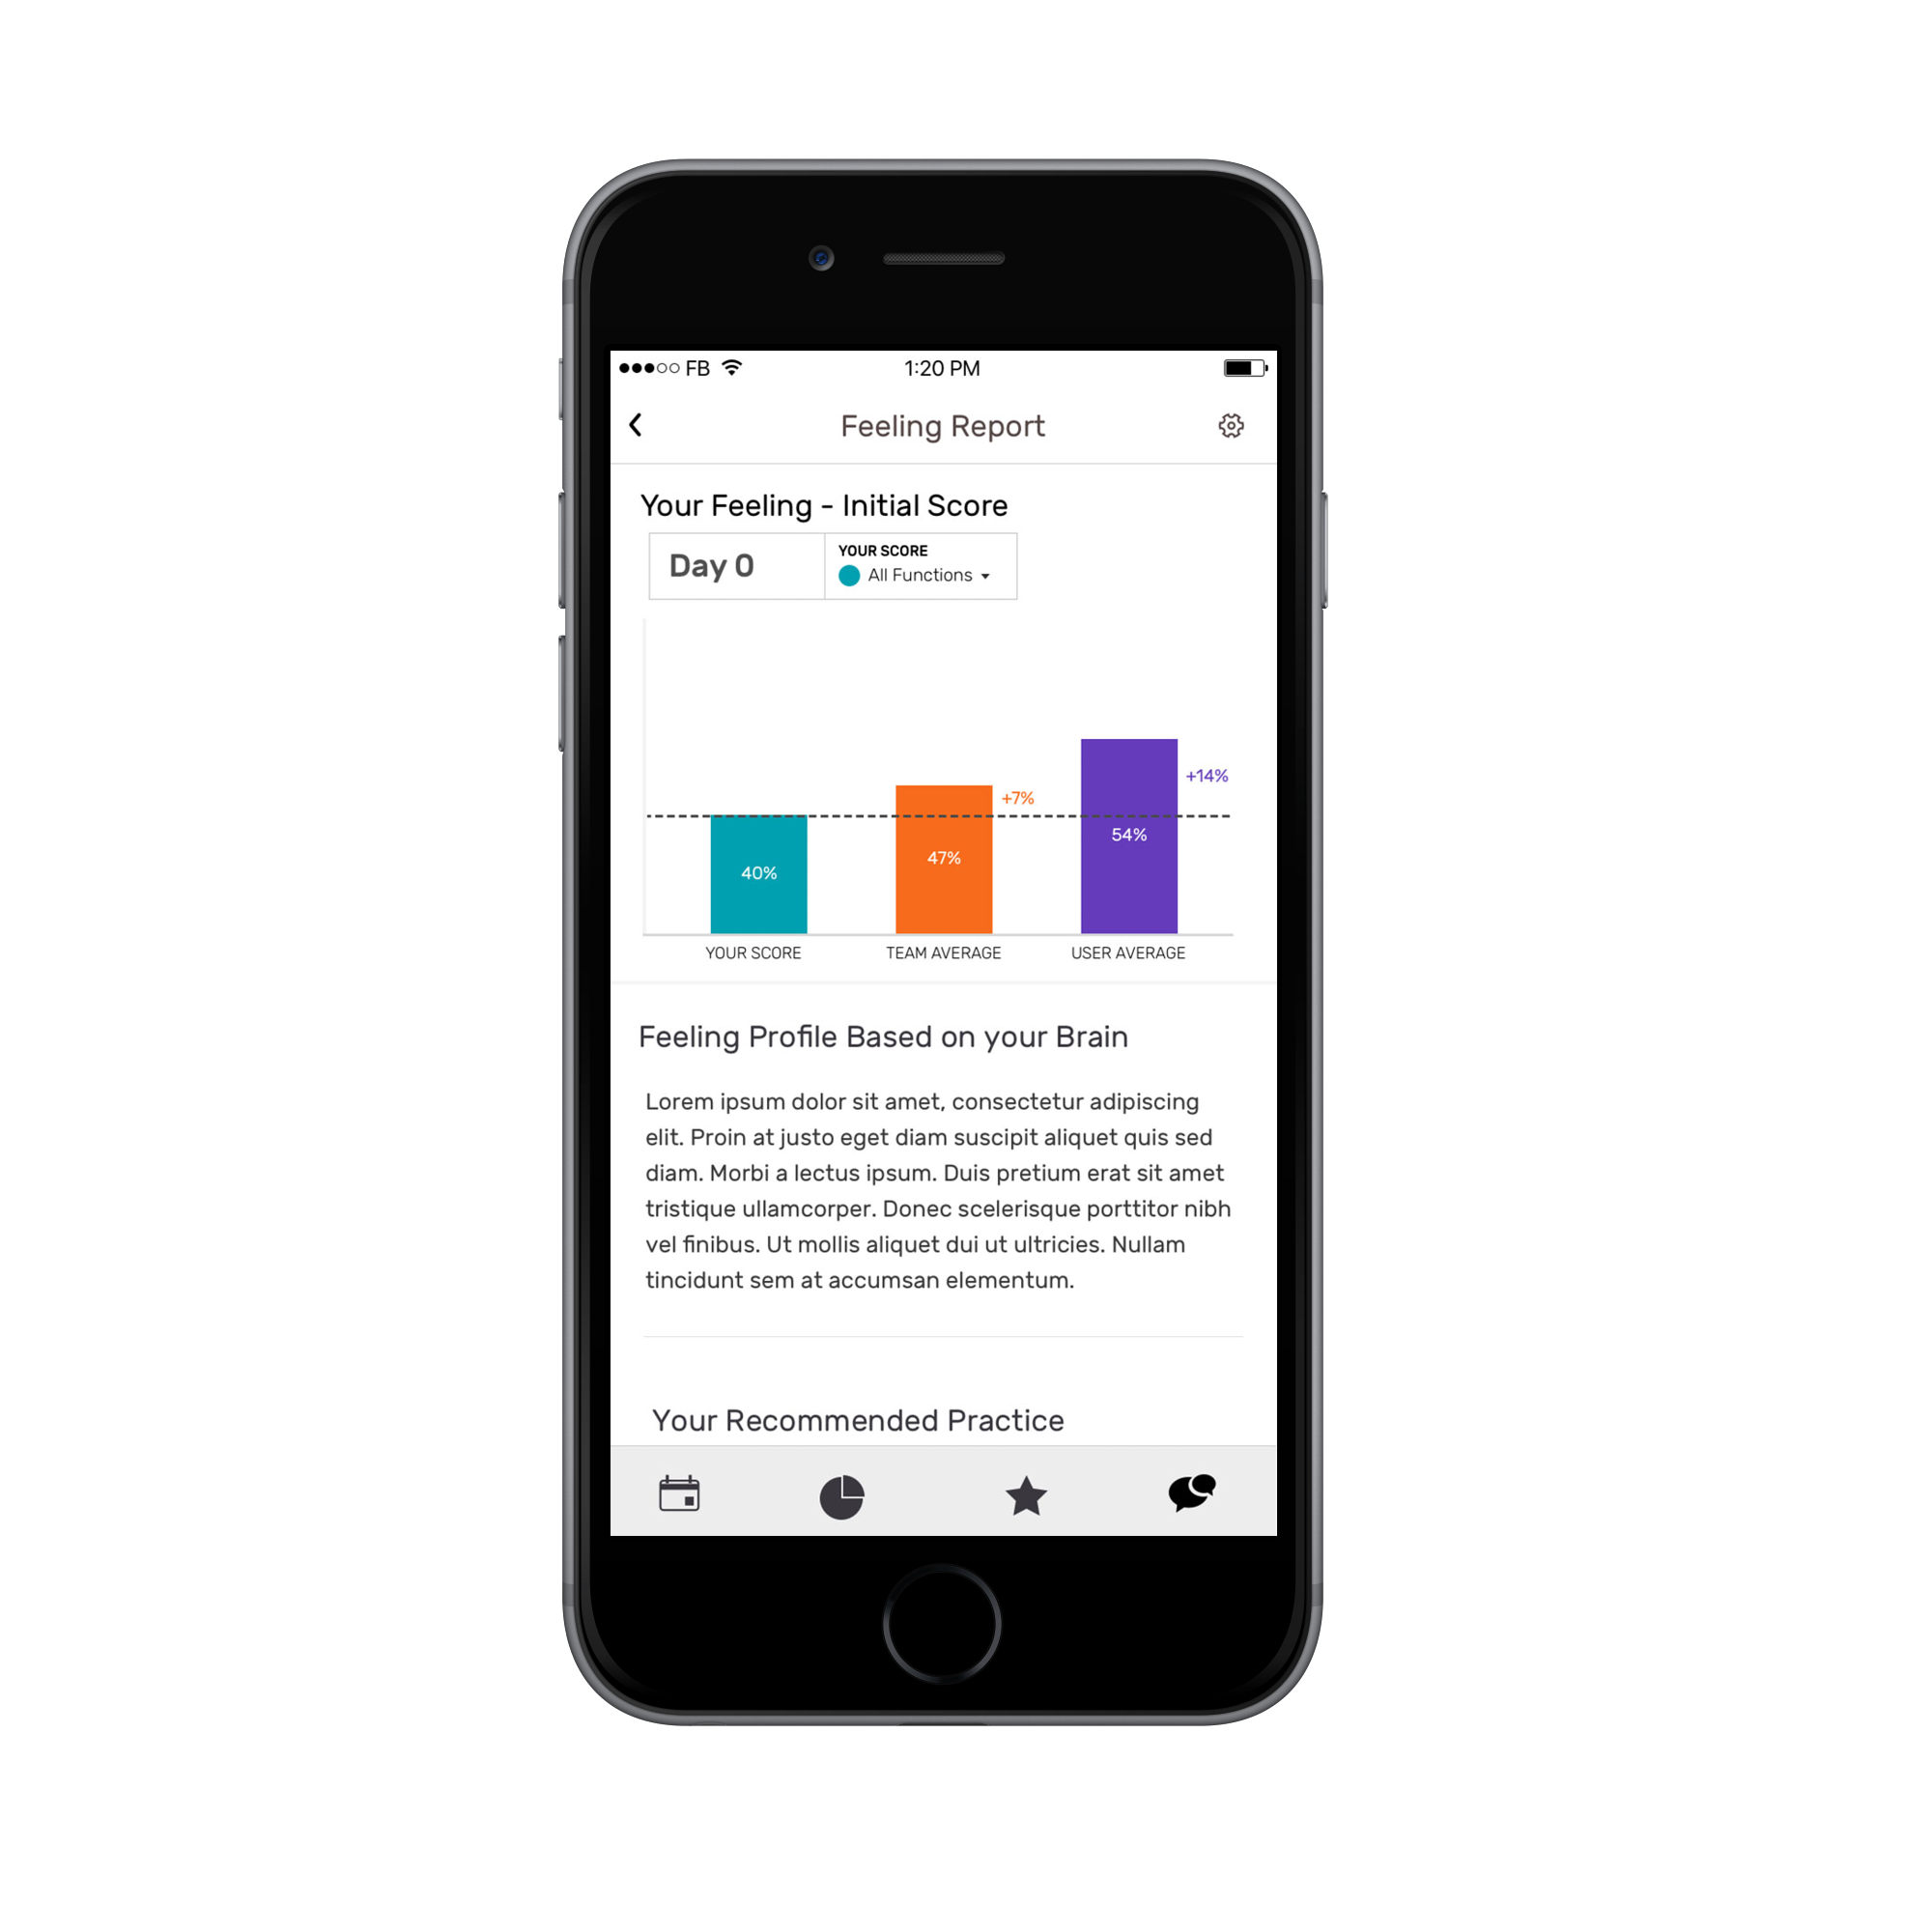 FB
1:20 PM
Feeling Report
Your Feeling - Initial Score
Day 0
YOUR SCORE
All Functions
+14%
+7%
54%
47%
40%
YOUR SCORE
TEAM AVERAGE
USER AVERAGE
Feeling Profile Based on your Brain
Lorem ipsum dolor sit amet, consectetur adipiscing
elit. Proin at justo eget diam suscipit aliquet quis sed
diam. Morbi a lectus ipsum. Duis pretium erat sit amet
tristique ullamcorper. Donec scelerisque porttitor nibh
vel finibus. Ut mollis aliquet dui ut ultricies. Nullam
tincidunt sem at accumsan elementum.
Your Recommended Practice